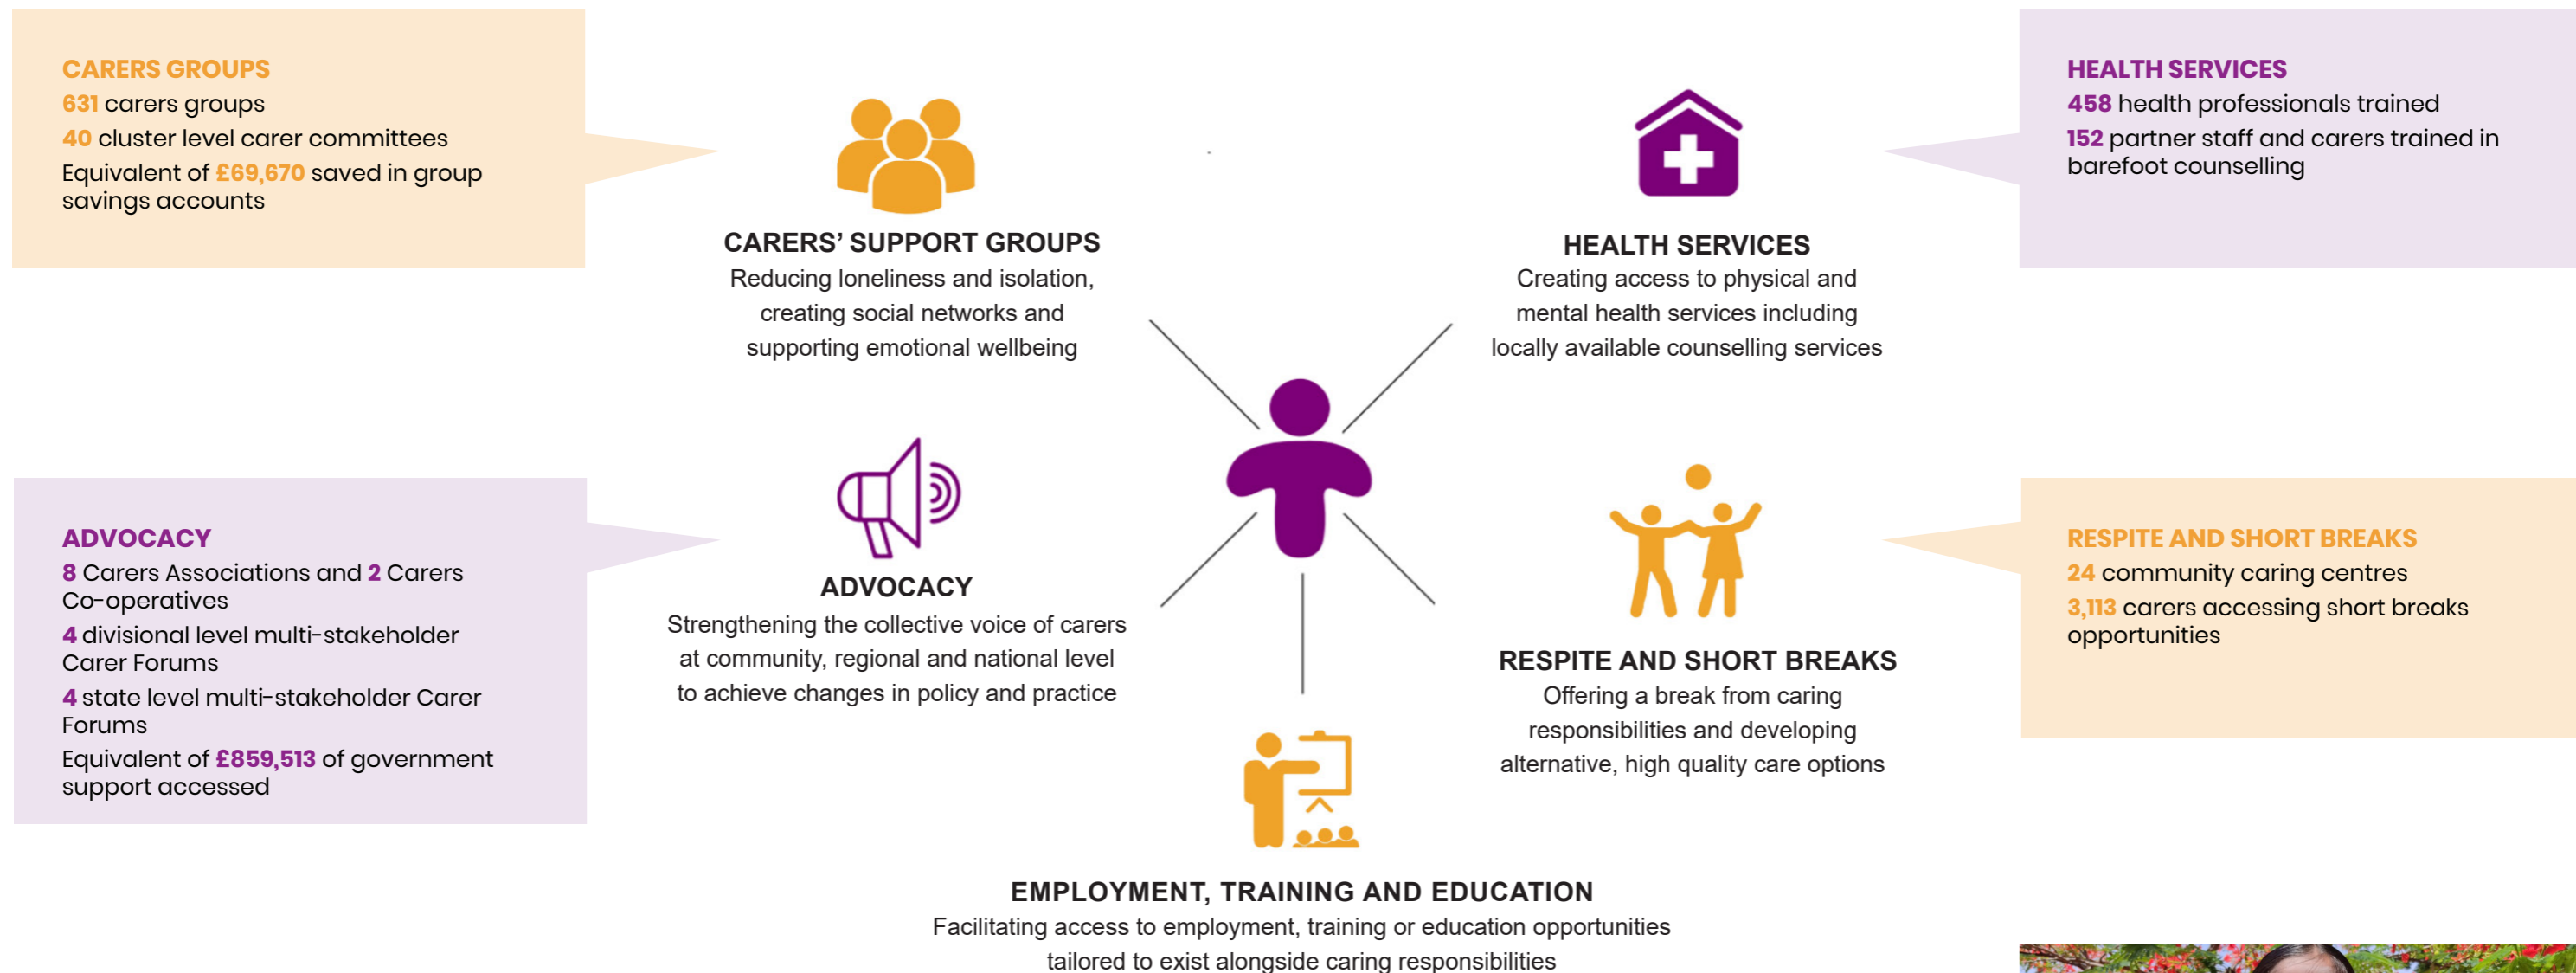 CARERS GROUPS
631 carers groups
40 cluster level carer committees
Equivalent of £69,670 saved in group
savings accounts
CARERS’ SUPPORT GROUPS
Reducing loneliness and isolation,
creating social networks and
supporting emotional wellbeing
HEALTH SERVICES
Creating access to physical and
mental health services including
locally available counselling services
HEALTH SERVICES
458 health professionals trained
152 partner staff and carers trained in
barefoot counselling
ADVOCACY
8 Carers Associations and 2 Carers
Co-operatives
4 divisional level multi-stakeholder
Carer Forums
4 state level multi-stakeholder Carer
Forums
Equivalent of £859,513 of government
support accessed
ADVOCACY
Strengthening the collective voice of carers
at community, regional and national level
to achieve changes in policy and practice
RESPITE AND SHORT BREAKS
Offering a break from caring
responsibilities and developing
alternative, high quality care options
RESPITE AND SHORT BREAKS
24 community caring centres
3,113 carers accessing short breaks
opportunities
EMPLOYMENT, TRAINING AND EDUCATION
Facilitating access to employment, training or education opportunities
tailored to exist alongside caring responsibilities